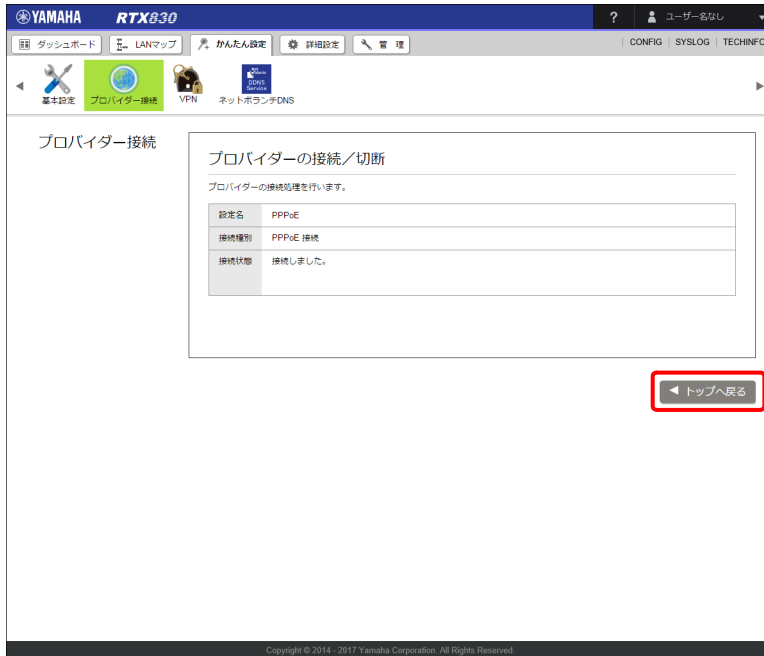 YAMAHA RTX830 ? ユーザー名なし
ダッシュボード LANマップ かんたん設定 詳細設定 管 理 CONFIG SYSLOG TECHINFO
基本設定 プロバイダー接続 VPN DDNS Service ネットボランチDNS
プロバイダー接続
プロバイダーの接続／切断
プロバイダーの接続処理を行います。
設定名 PPPoE
接続種別 PPPoE 接続
接続状態 接続しました。
トップへ戻る
Copyright © 2014 - 2017 Yamaha Corporation. All Rights Reserved.